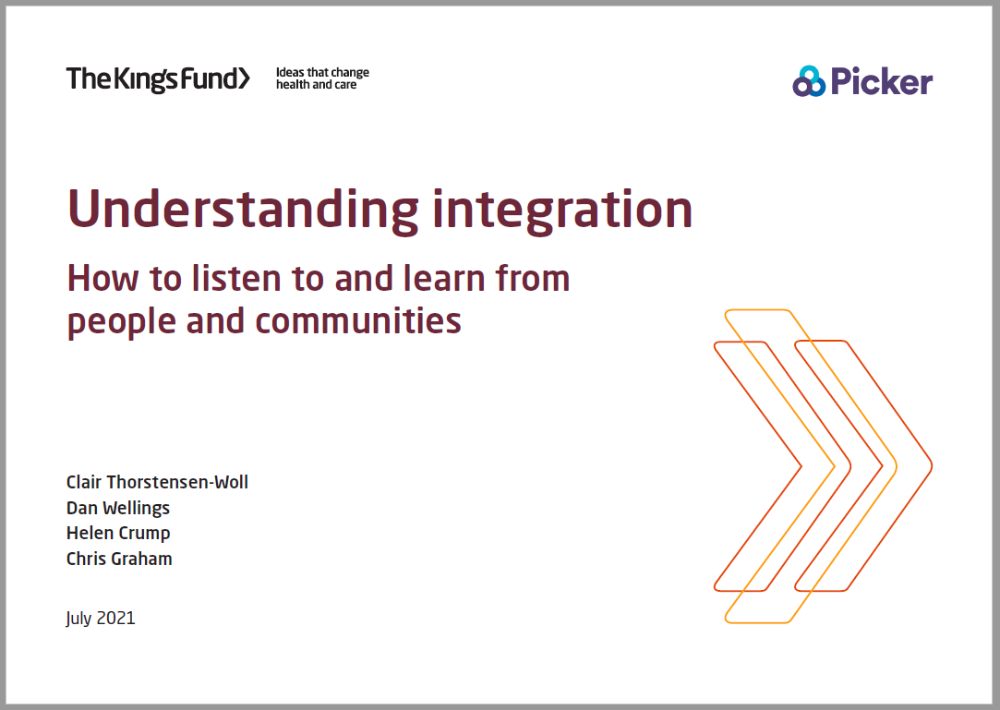 The King's Fund>
Ideas that change
health and care
Picker
Understanding integration
How to listen to and learn from
people and communities
Clair Thorstensen-Woll
Dan Wellings
Helen Crump
Chris Graham
July 2021